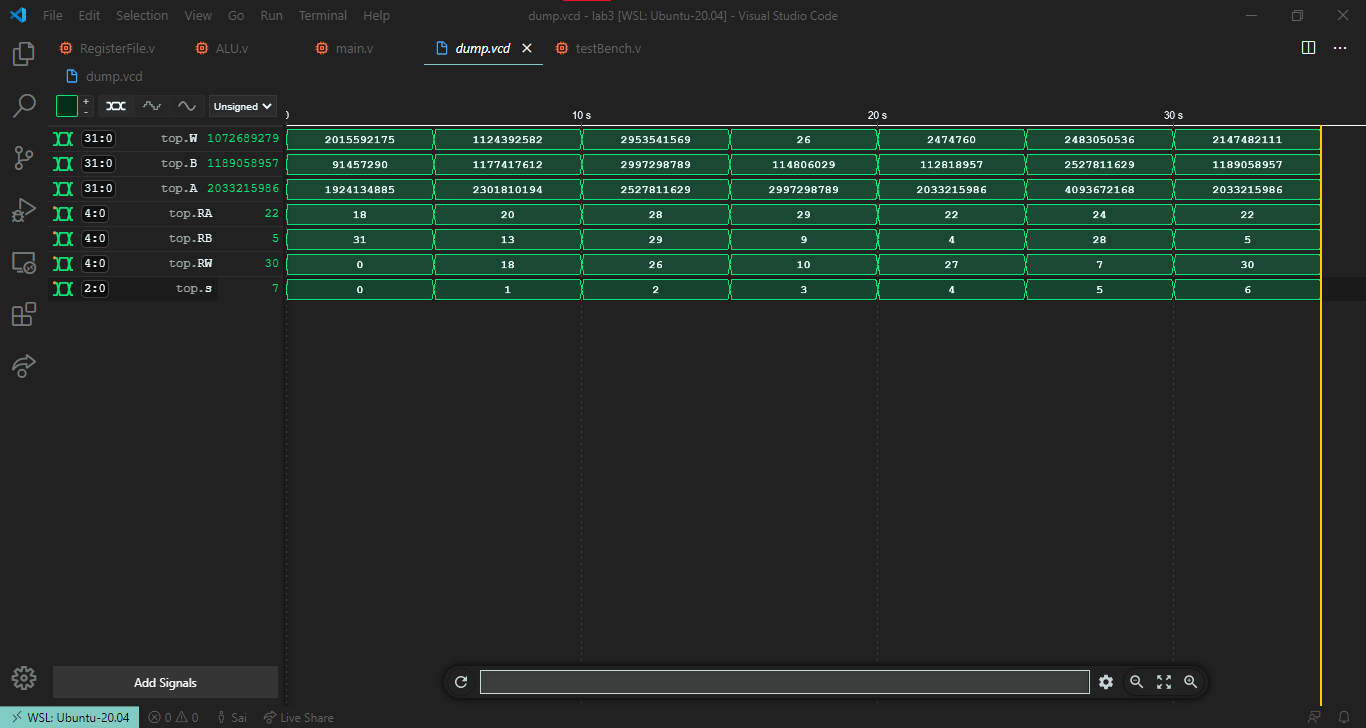 File Edit Selection View Go Run Terminal Help dump.vcd - lab3 [WSL: Ubuntu-20.04] - Visual Studio Code
RegisterFile.v ALU.v main.v dump.vcd testBench.v
dump.vcd
+ - Unsigned
0 10 s 20 s 30 s
31:0 top.W 1072689279 2015592175 1124392582 2953541569 26 2474760 2483050536 2147482111
31:0 top.B 1189058957 91457290 1177417612 2997298789 114806029 112818957 2527811629 1189058957
31:0 top.A 2033215986 1924134885 2301810194 2527811629 2997298789 2033215986 4093672168 2033215986
4:0 top.RA 22 18 20 28 29 22 24 22
4:0 top.RB 5 31 13 29 9 4 28 5
4:0 top.RW 30 0 18 26 10 27 7 30
2:0 top.s 7 0 1 2 3 4 5 6
Add Signals
WSL: Ubuntu-20.04 0 0 Sai Live Share